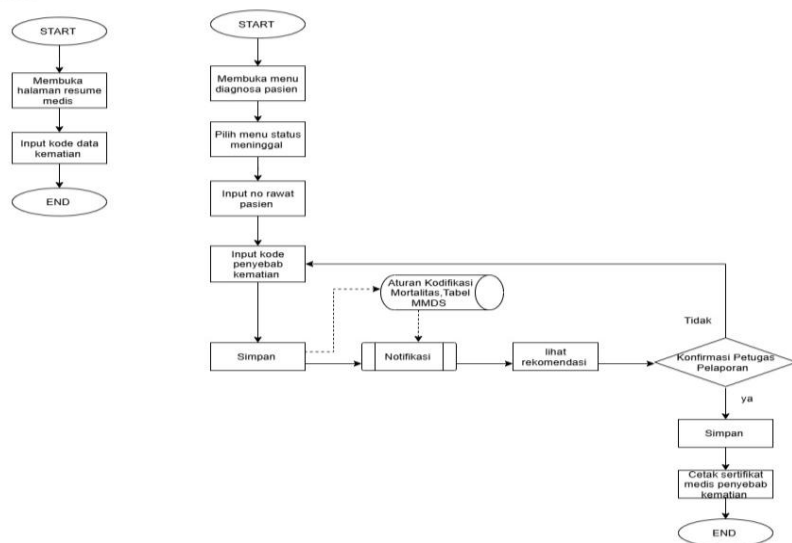 START
Membuka
halaman resume
medis
Input kode data
kematian
END
START
Membuka menu
diagnosa pasien
Pilih menu status
meninggal
Input no rawat
pasien
Input kode
penyebab
kematian
Aturan Kodifikasi
Mortalitas,Tabel
MMDS
Simpan
Notifikasi
lihat
rekomendasi
Konfirmasi Petugas
Pelaporan
Tidak
ya
Simpan
Cetak sertifikat
medis penyebab
kematian
END